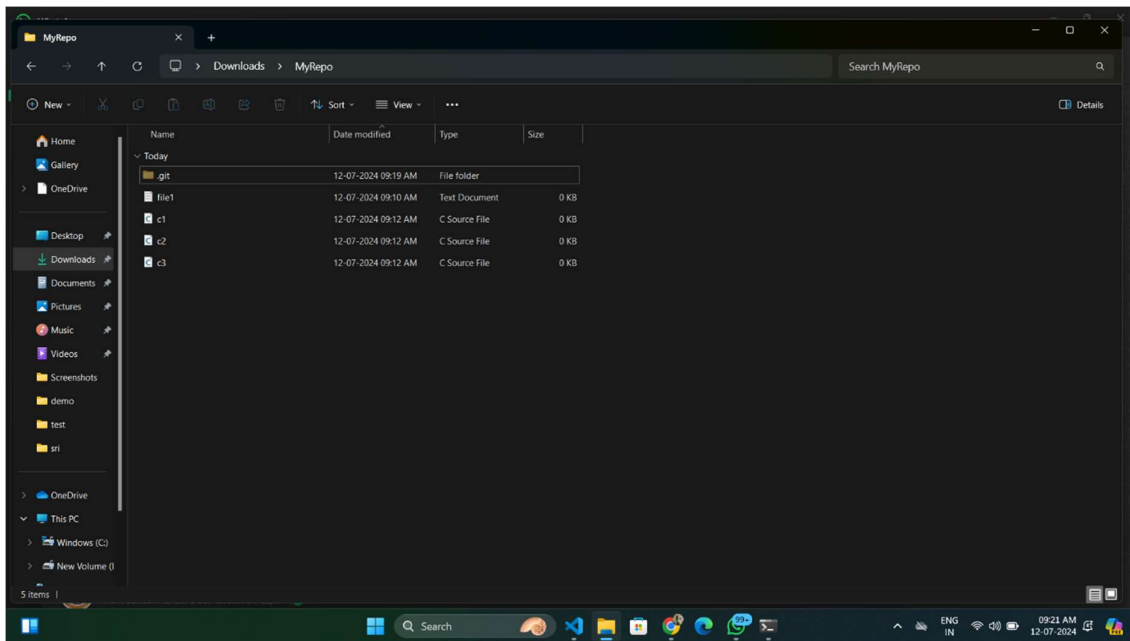 MyRepo
Downloads > MyRepo
Search MyRepo
New
Sort
View
Details
Name Date modified Type Size
Today
.git 12-07-2024 09:19 AM File folder
file1 12-07-2024 09:10 AM Text Document 0 KB
c1 12-07-2024 09:12 AM C Source File 0 KB
c2 12-07-2024 09:12 AM C Source File 0 KB
c3 12-07-2024 09:12 AM C Source File 0 KB
Home
Gallery
OneDrive
Desktop
Downloads
Documents
Pictures
Music
Videos
Screenshots
demo
test
sri
OneDrive
This PC
Windows (C:)
New Volume (I
5 items
Search
99+
ENG
IN
09:21 AM
12-07-2024